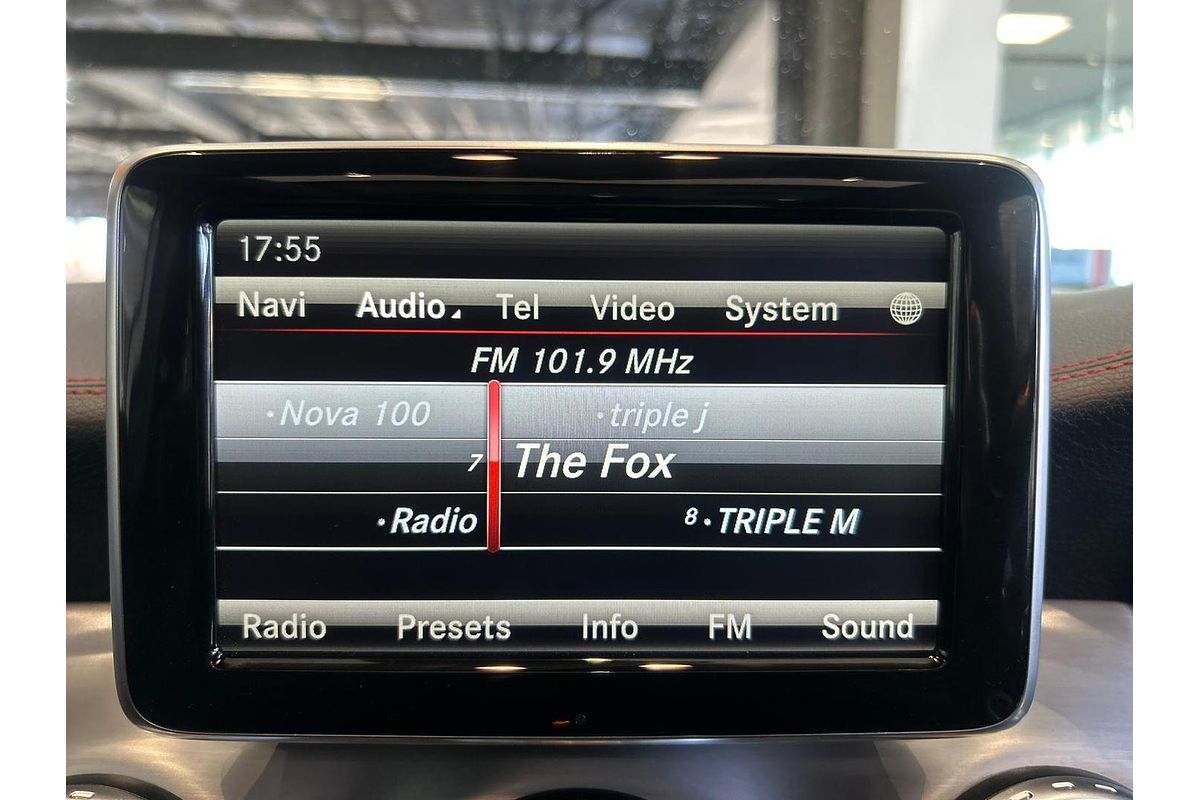 17:55
Navi Audio Tel Video System
FM 101.9 MHz
·Nova 100 ·triple j
7 The Fox
·Radio 8·TRIPLE M
Radio Presets Info FM Sound